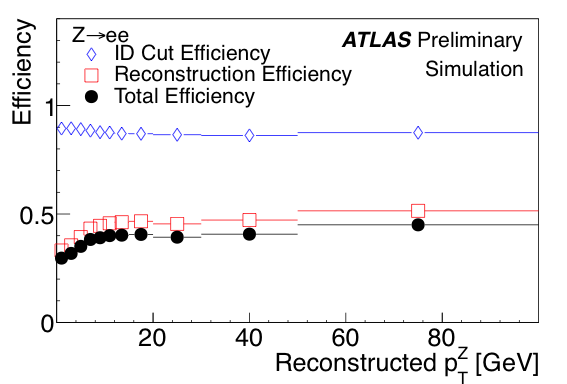 Z→ee
ID Cut Efficiency
Reconstruction Efficiency
Total Efficiency
ATLAS Preliminary
Simulation
Efficiency
1
0.5
0
20
40
60
80
Reconstructed p_T^Z [GeV]